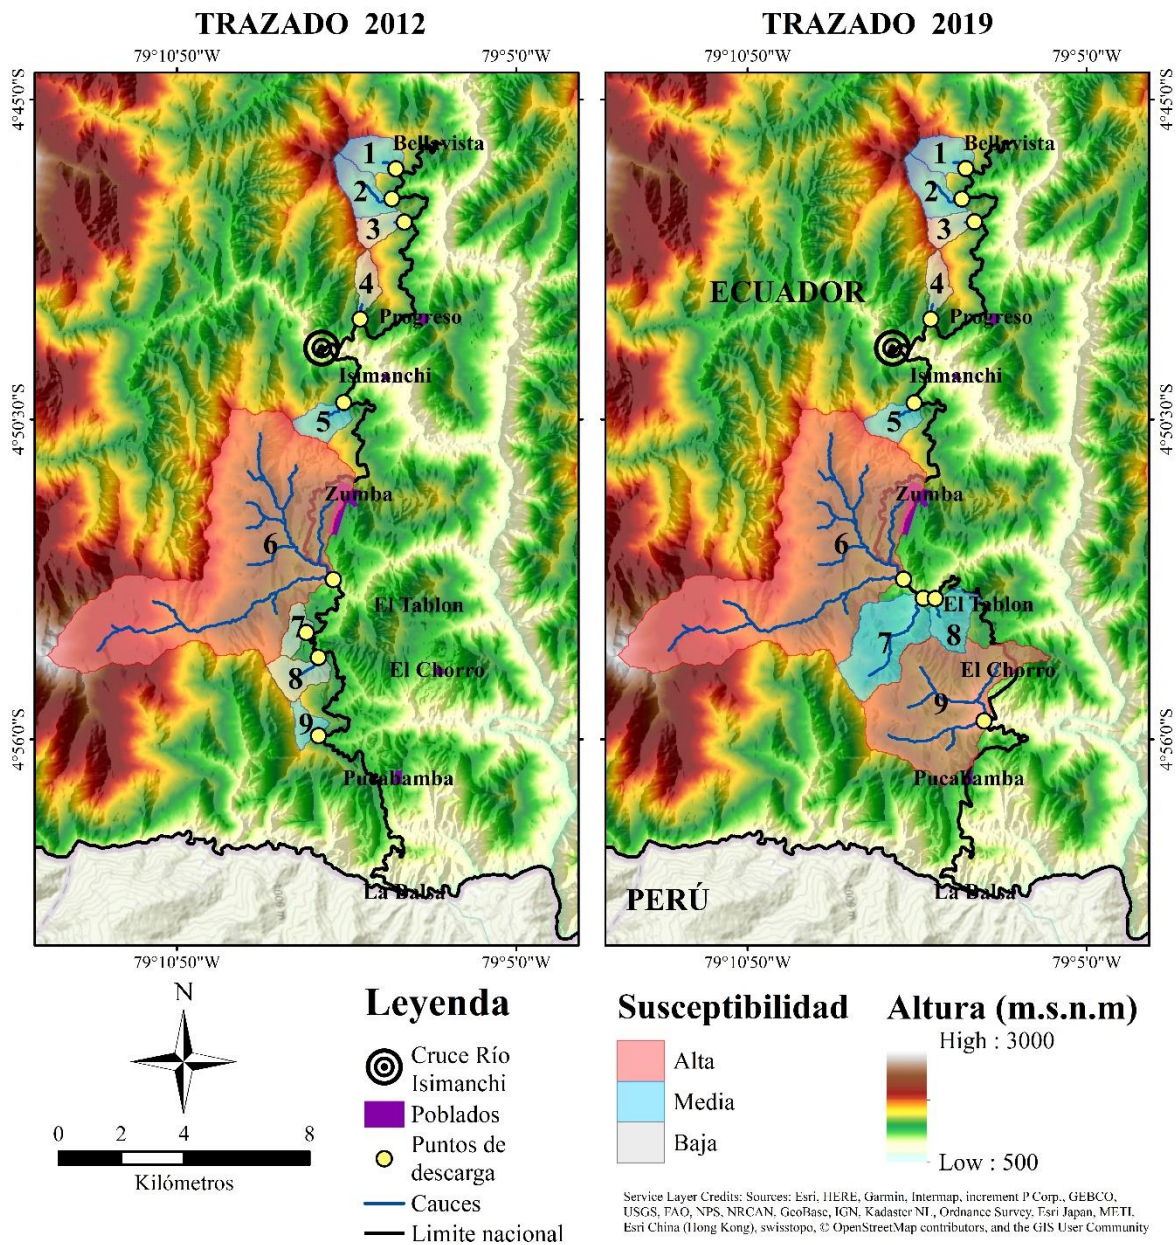 TRAZADO 2012
79°10'50"W
79°5'0"W
4°45'0"S
4°50'30"S
4°56'0"S
1
Bellavista
2
3
4
Progreso
Isimanchi
5
Zumba
6
El Tablon
7
El Chorro
8
9
Pucabamba
La Balsa
79°10'50"W
79°5'0"W
TRAZADO 2019
79°10'50"W
79°5'0"W
1
Bellavista
2
3
4
ECUADOR
Progreso
Isimanchi
5
Zumba
6
El Tablon
7
8
El Chorro
9
Pucabamba
PERÚ
La Balsa
4°45'0"S
4°50'30"S
4°56'0"S
79°10'50"W
79°5'0"W
N
0 2 4 8
Kilómetros
Leyenda
Cruce Río
Isimanchi
Poblados
Puntos de
descarga
Cauces
Limite nacional
Susceptibilidad
Alta
Media
Baja
Altura (m.s.n.m)
High : 3000
Low : 500
Service Layer Credits: Sources: Esri, HERE, Garmin, Intermap, increment P Corp., GEBCO,
USGS, FAO, NPS, NRCAN, GeoBase, IGN, Kadaster NL, Ordnance Survey, Esri Japan, METI,
Esri China (Hong Kong), swisstopo, © OpenStreetMap contributors, and the GIS User Community